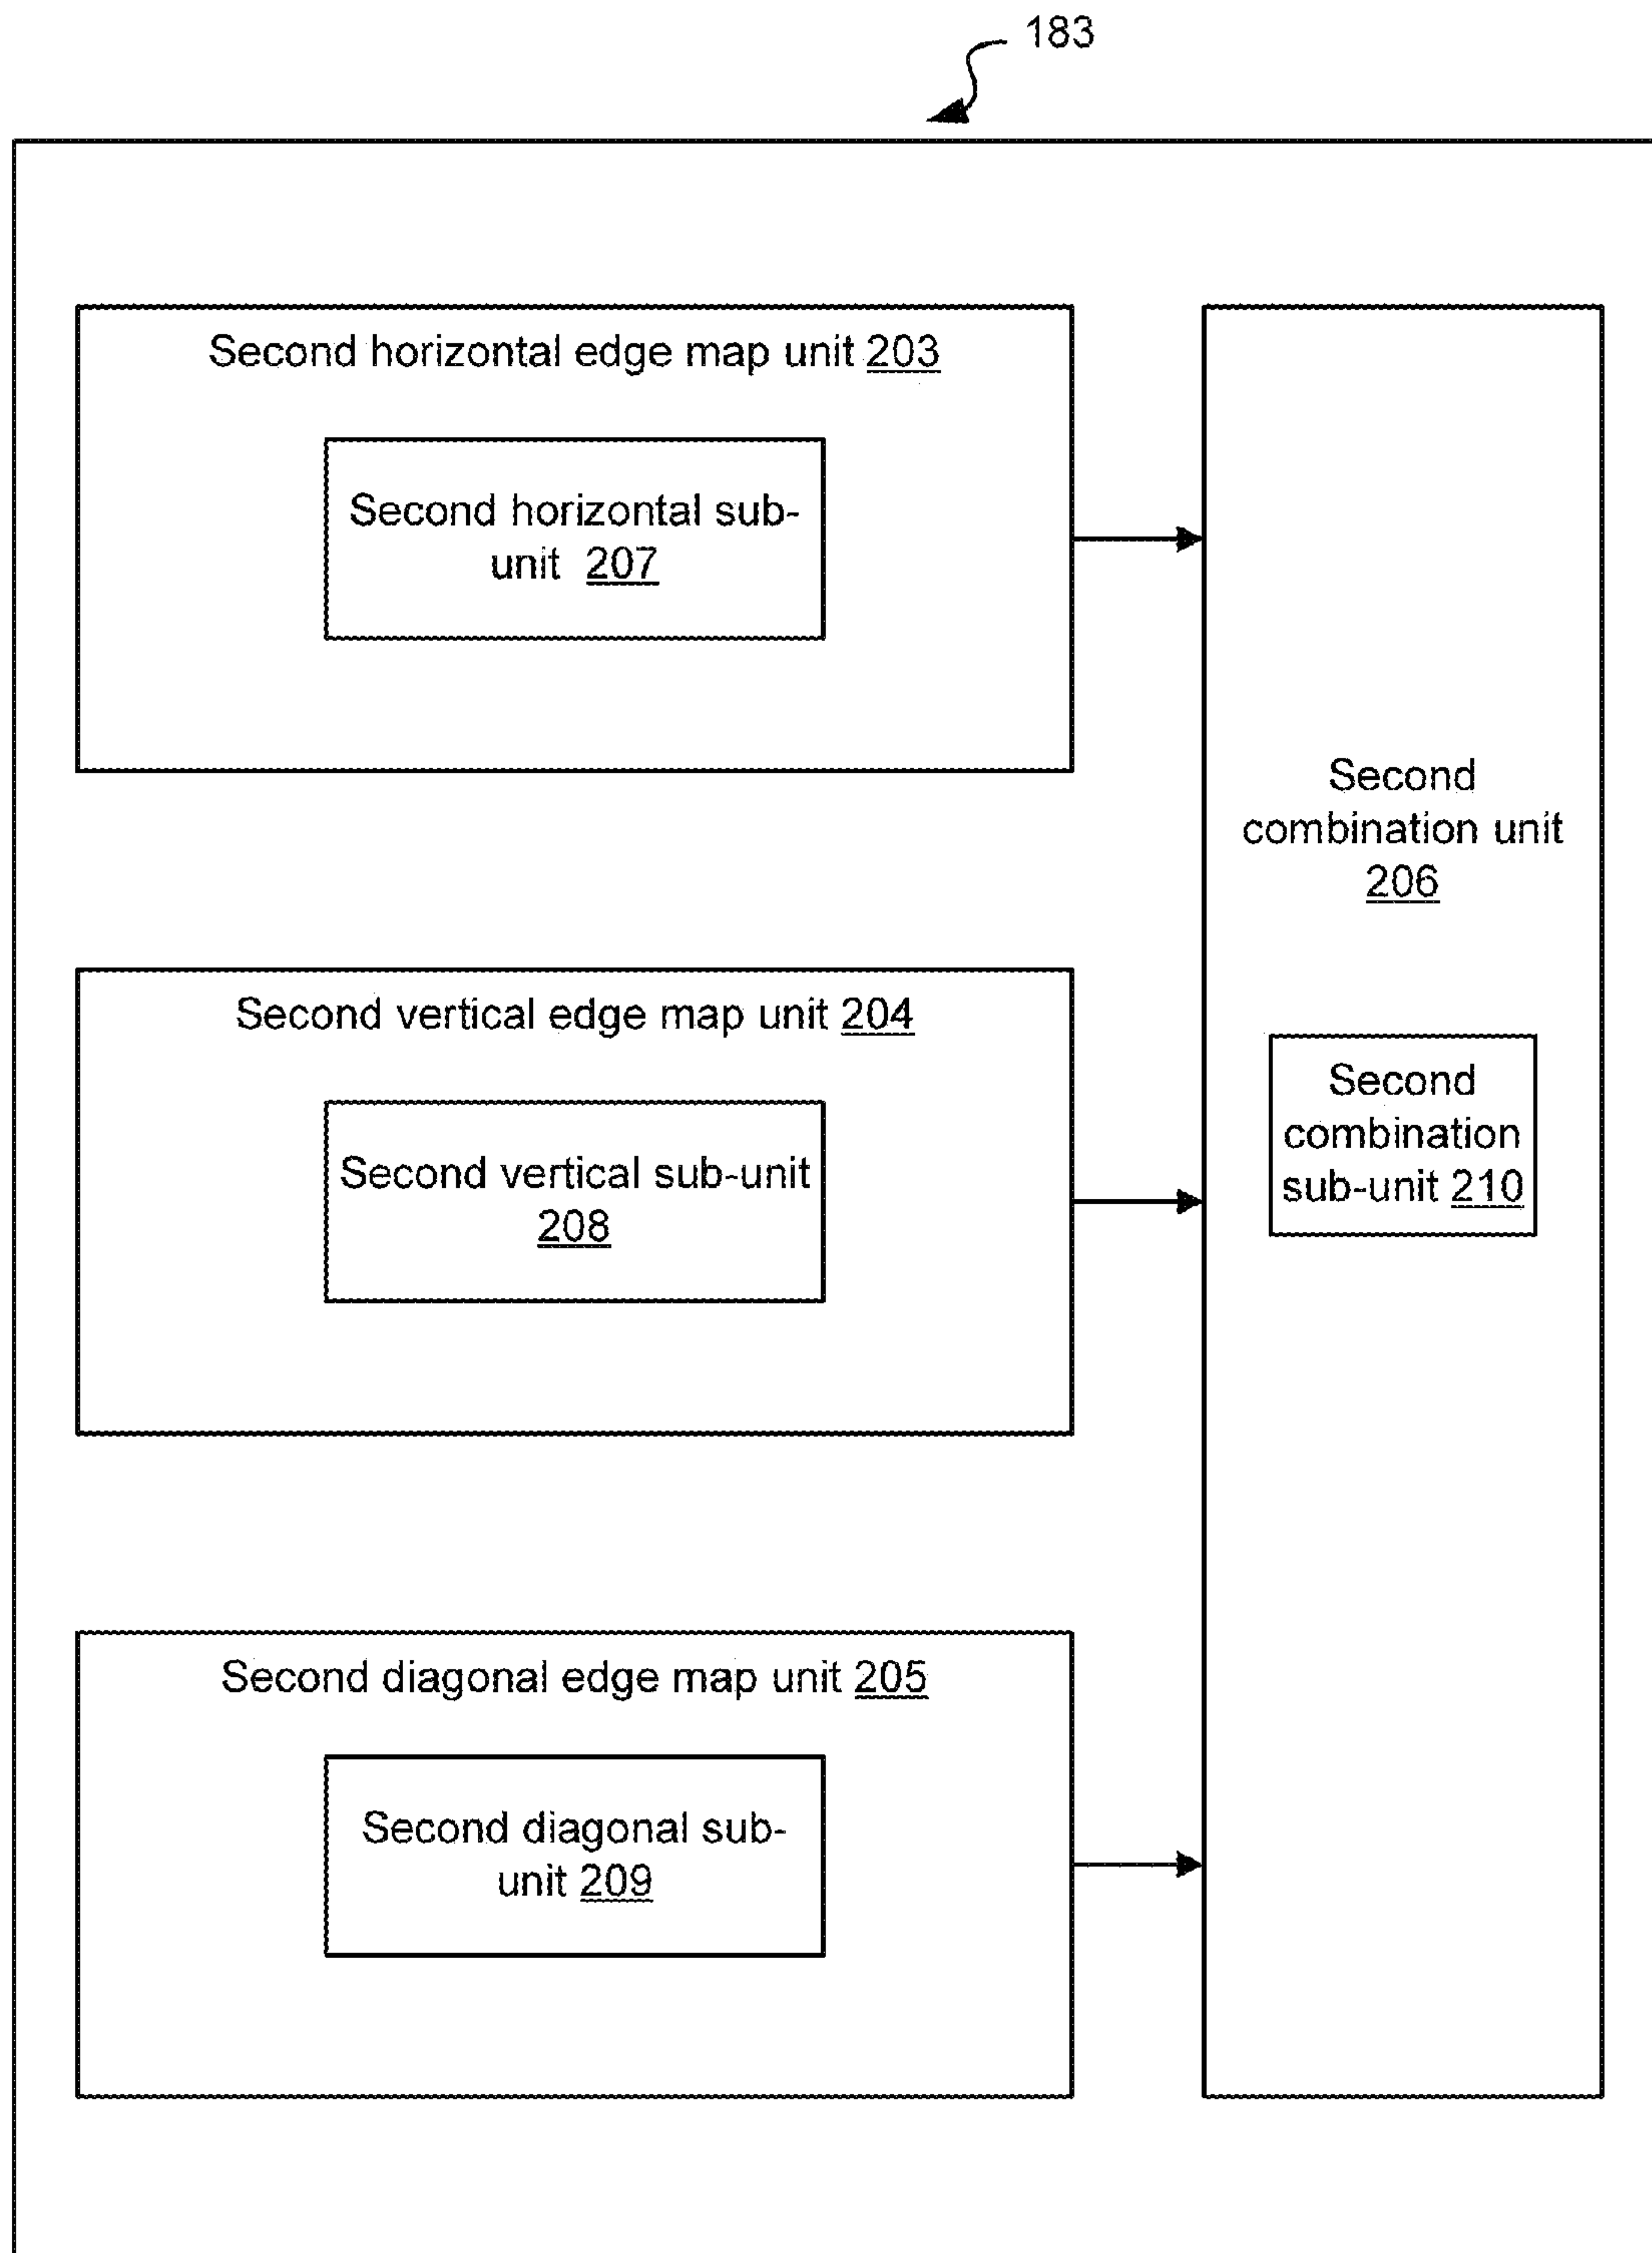 183
Second horizontal edge map unit 203
Second horizontal sub-
unit 207
Second
combination unit
206
Second vertical edge map unit 204
Second vertical sub-unit
208
Second
combination
sub-unit 210
Second diagonal edge map unit 205
Second diagonal sub-
unit 209